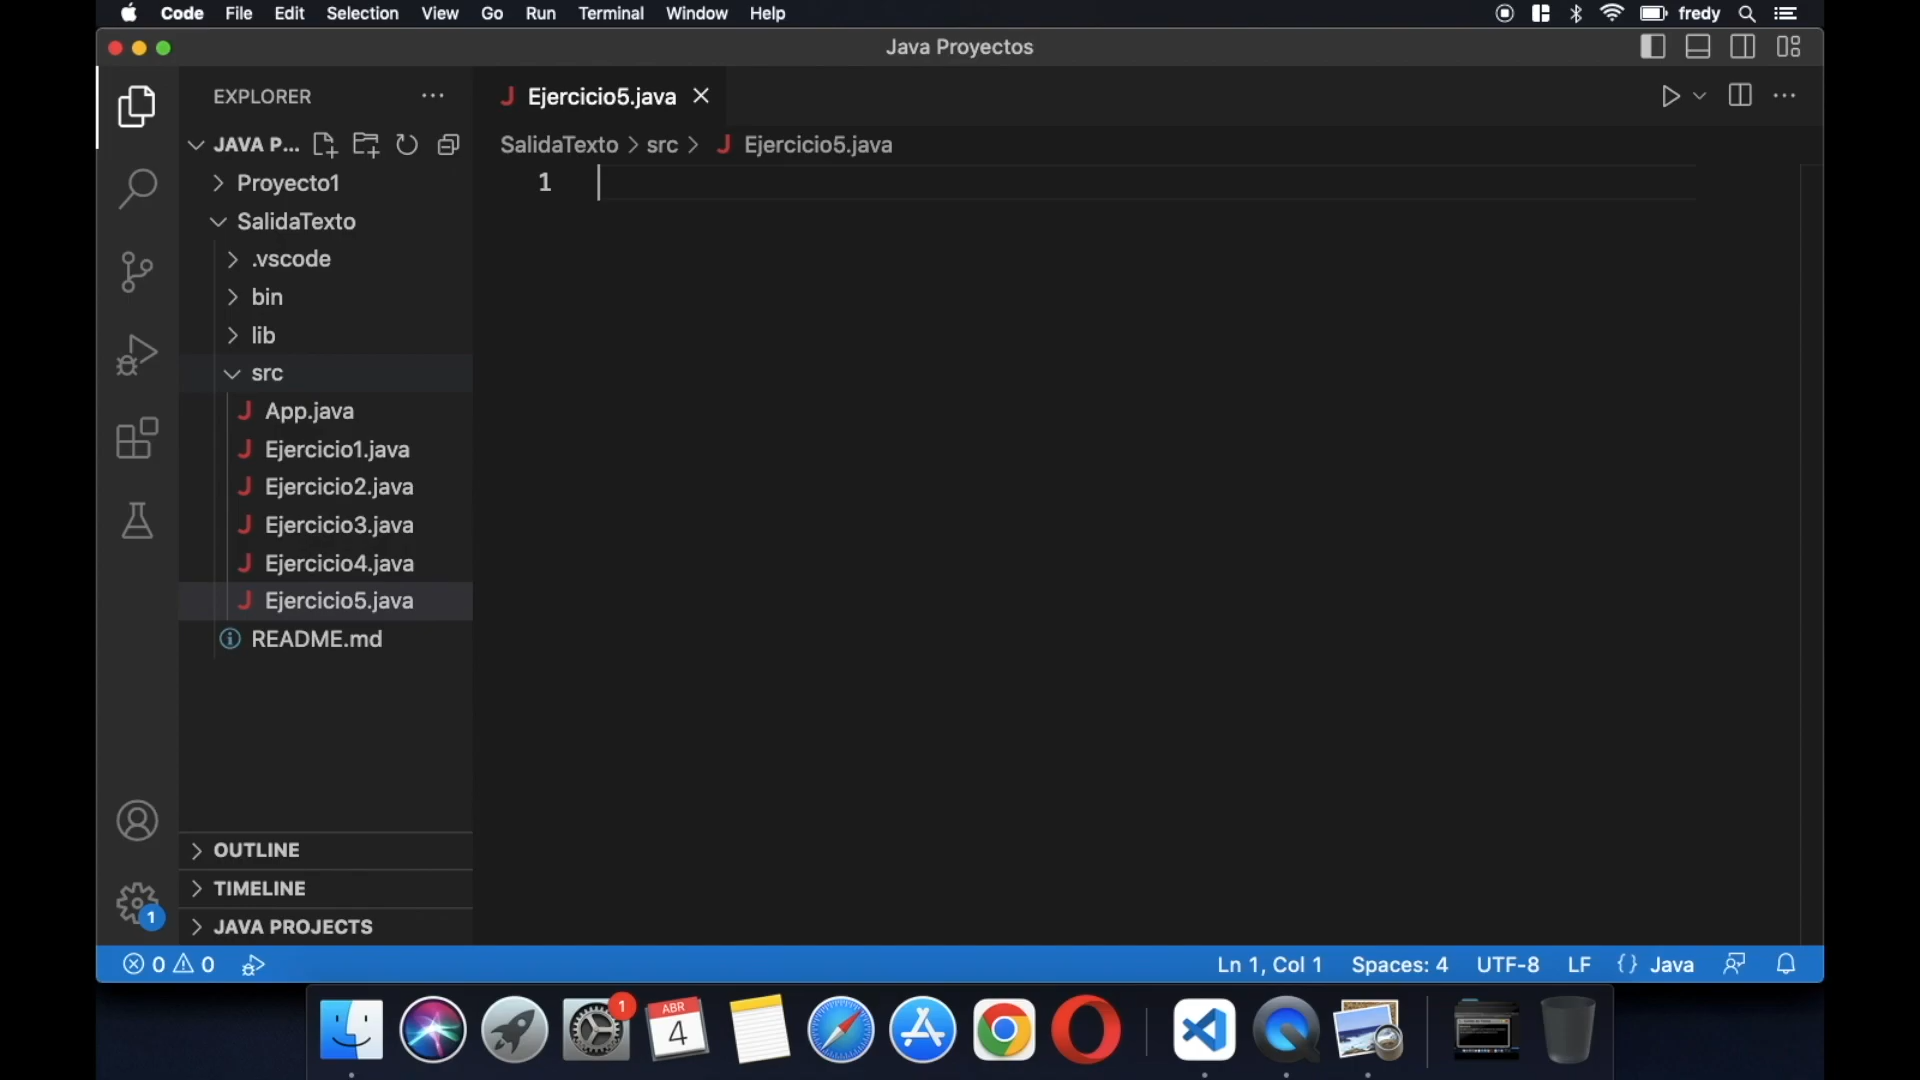 Code File Edit Selection View Go Run Terminal Window Help fredy
Java Proyectos
EXPLORER
Ejercicio5.java
JAVA P...
SalidaTexto > src > Ejercicio5.java
1
Proyecto1
SalidaTexto
.vscode
bin
lib
src
App.java
Ejercicio1.java
Ejercicio2.java
Ejercicio3.java
Ejercicio4.java
Ejercicio5.java
README.md
OUTLINE
TIMELINE
JAVA PROJECTS
1
0 0 Ln 1, Col 1 Spaces: 4 UTF-8 LF {} Java
1
ABR
4